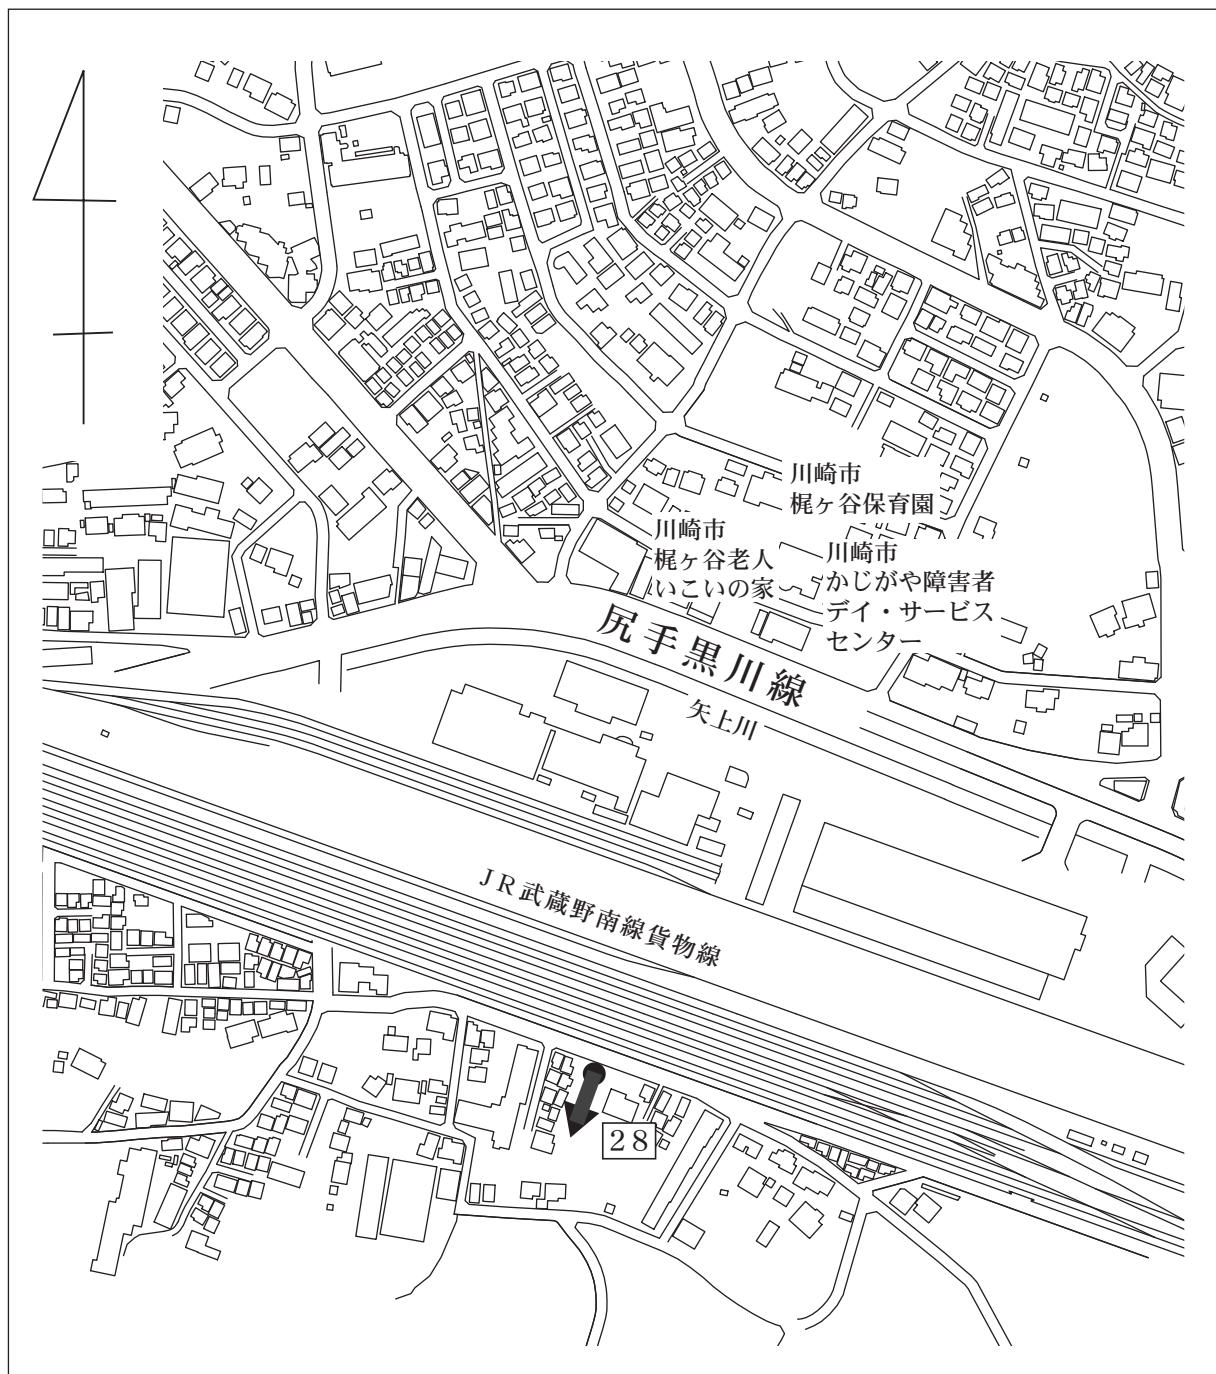 川崎市
梶ヶ谷保育園
川崎市
梶ヶ谷老人
いこいの家
川崎市
かじがや障害者
デイ・サービス
センター
尻手黒川線
矢上川
JR武蔵野南線貨物線
28